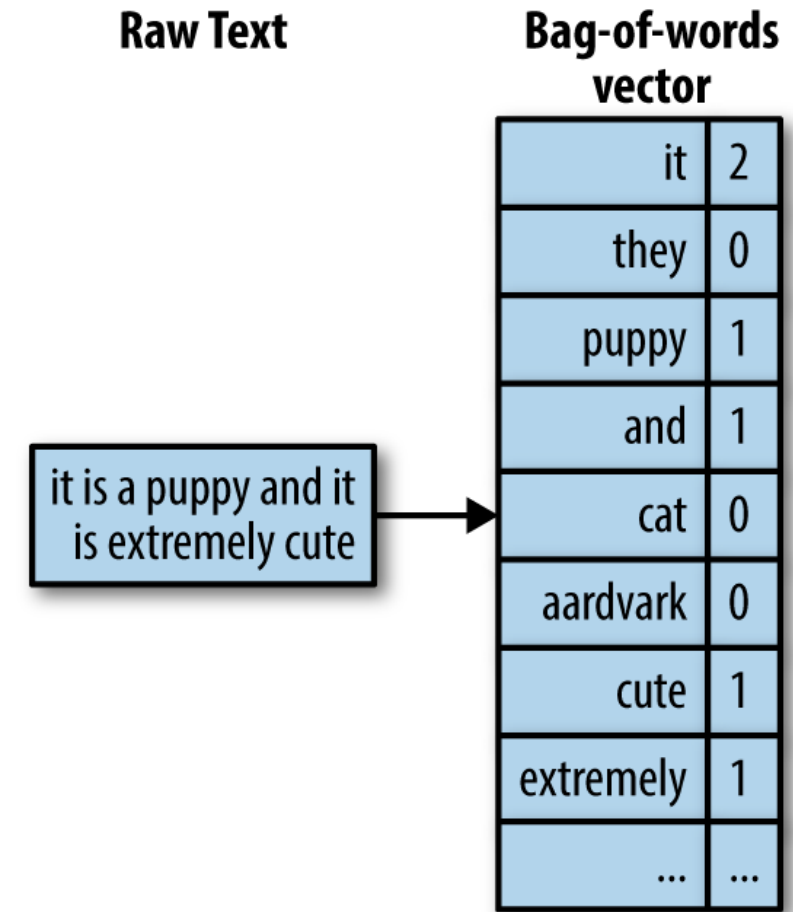 Raw Text
Bag-of-words
vector
it is a puppy and it
is extremely cute
it 2
they 0
puppy 1
and 1
cat 0
aardvark 0
cute 1
extremely 1
... ...